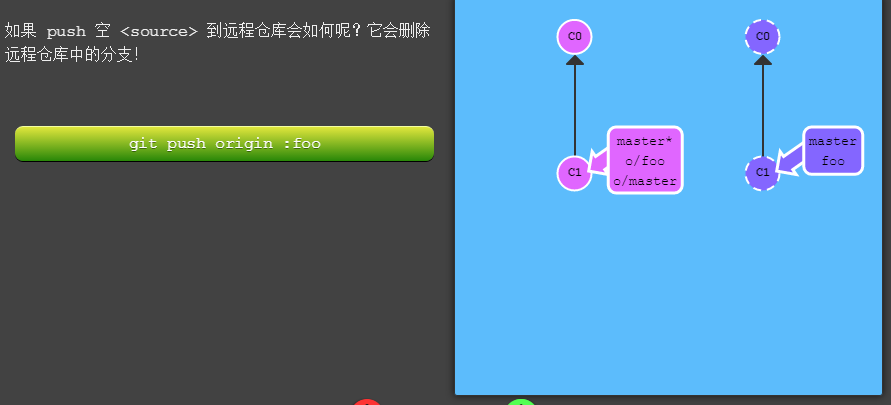 如果 push 空 <source> 到远程仓库会如何呢？它会删除
远程仓库中的分支！
git push origin :foo
C0
C1
master*
o/foo
o/master
C0
C1
master
foo